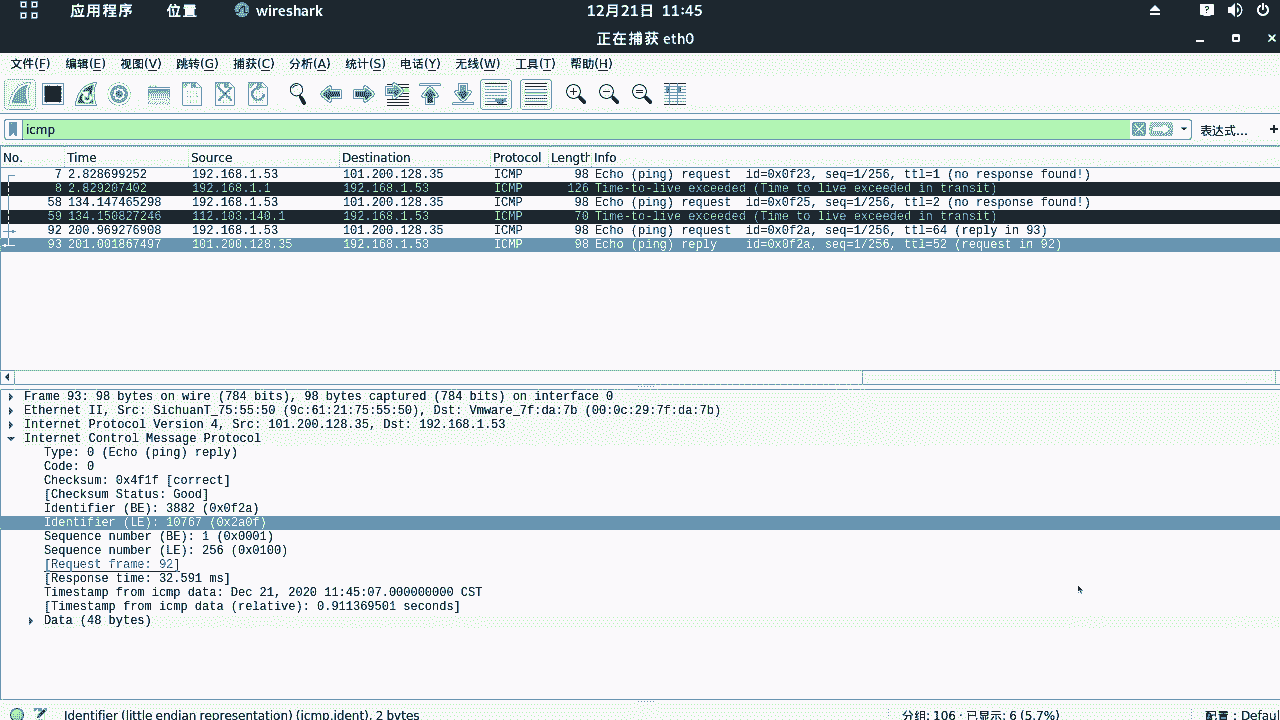 应用程序 位置 wireshark 12月21日 11:45
正在捕获 eth0
文件(F) 编辑(E) 视图(V) 跳转(G) 捕获(C) 分析(A) 统计(S) 电话(Y) 无线(W) 工具(T) 帮助(H)
icmp 表达式… +
No. Time Source Destination Protocol Length Info
7 2.828699252 192.168.1.53 101.200.128.35 ICMP 98 Echo (ping) request id=0x0f23, seq=1/256, ttl=1 (no response found!)
8 2.829207402 192.168.1.1 192.168.1.53 ICMP 126 Time-to-live exceeded (Time to live exceeded in transit)
58 134.147465298 192.168.1.53 101.200.128.35 ICMP 98 Echo (ping) request id=0x0f25, seq=1/256, ttl=2 (no response found!)
59 134.150827246 112.103.140.1 192.168.1.53 ICMP 70 Time-to-live exceeded (Time to live exceeded in transit)
92 200.969276908 192.168.1.53 101.200.128.35 ICMP 98 Echo (ping) request id=0x0f2a, seq=1/256, ttl=64 (reply in 93)
93 201.001867497 101.200.128.35 192.168.1.53 ICMP 98 Echo (ping) reply id=0x0f2a, seq=1/256, ttl=52 (request in 92)
Frame 93: 98 bytes on wire (784 bits), 98 bytes captured (784 bits) on interface 0
Ethernet II, Src: SichuanT_75:55:50 (9c:61:21:75:55:50), Dst: Vmware_7f:da:7b (00:0c:29:7f:da:7b)
Internet Protocol Version 4, Src: 101.200.128.35, Dst: 192.168.1.53
Internet Control Message Protocol
Type: 0 (Echo (ping) reply)
Code: 0
Checksum: 0x4f1f [correct]
[Checksum Status: Good]
Identifier (BE): 3882 (0x0f2a)
Identifier (LE): 10767 (0x2a0f)
Sequence number (BE): 1 (0x0001)
Sequence number (LE): 256 (0x0100)
[Request frame: 92]
[Response time: 32.591 ms]
Timestamp from icmp data: Dec 21, 2020 11:45:07.000000000 CST
[Timestamp from icmp data (relative): 0.911369501 seconds]
Data (48 bytes)
Identifier (little endian representation) (icmp.ident), 2 bytes 分组: 106 · 已显示: 6 (5.7%) 配置：Defaul